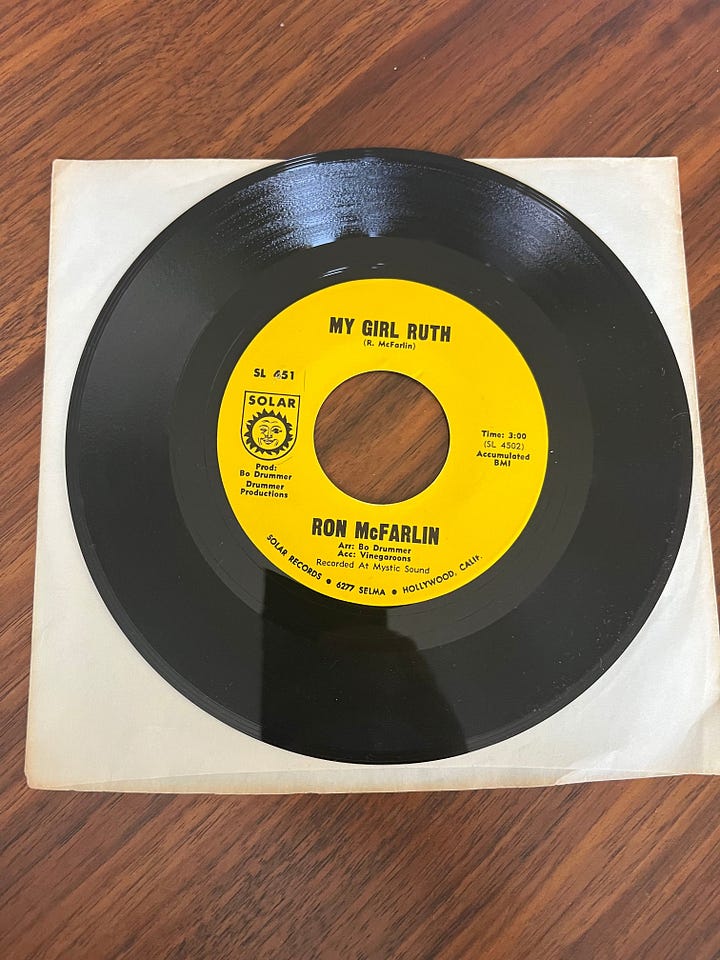 MY GIRL RUTH
(R. McFarlin)
SL 451
SOLAR
Time: 3:00
(SL 4502)
Accumulated
BMI
Prod:
Bo Drummer
Drummer
Productions
RON McFARLIN
Arr: Bo Drummer
Acc: Vinegaroons
Recorded At Mystic Sound
SOLAR RECORDS • 6277 SELMA • HOLLYWOOD, CALIF.